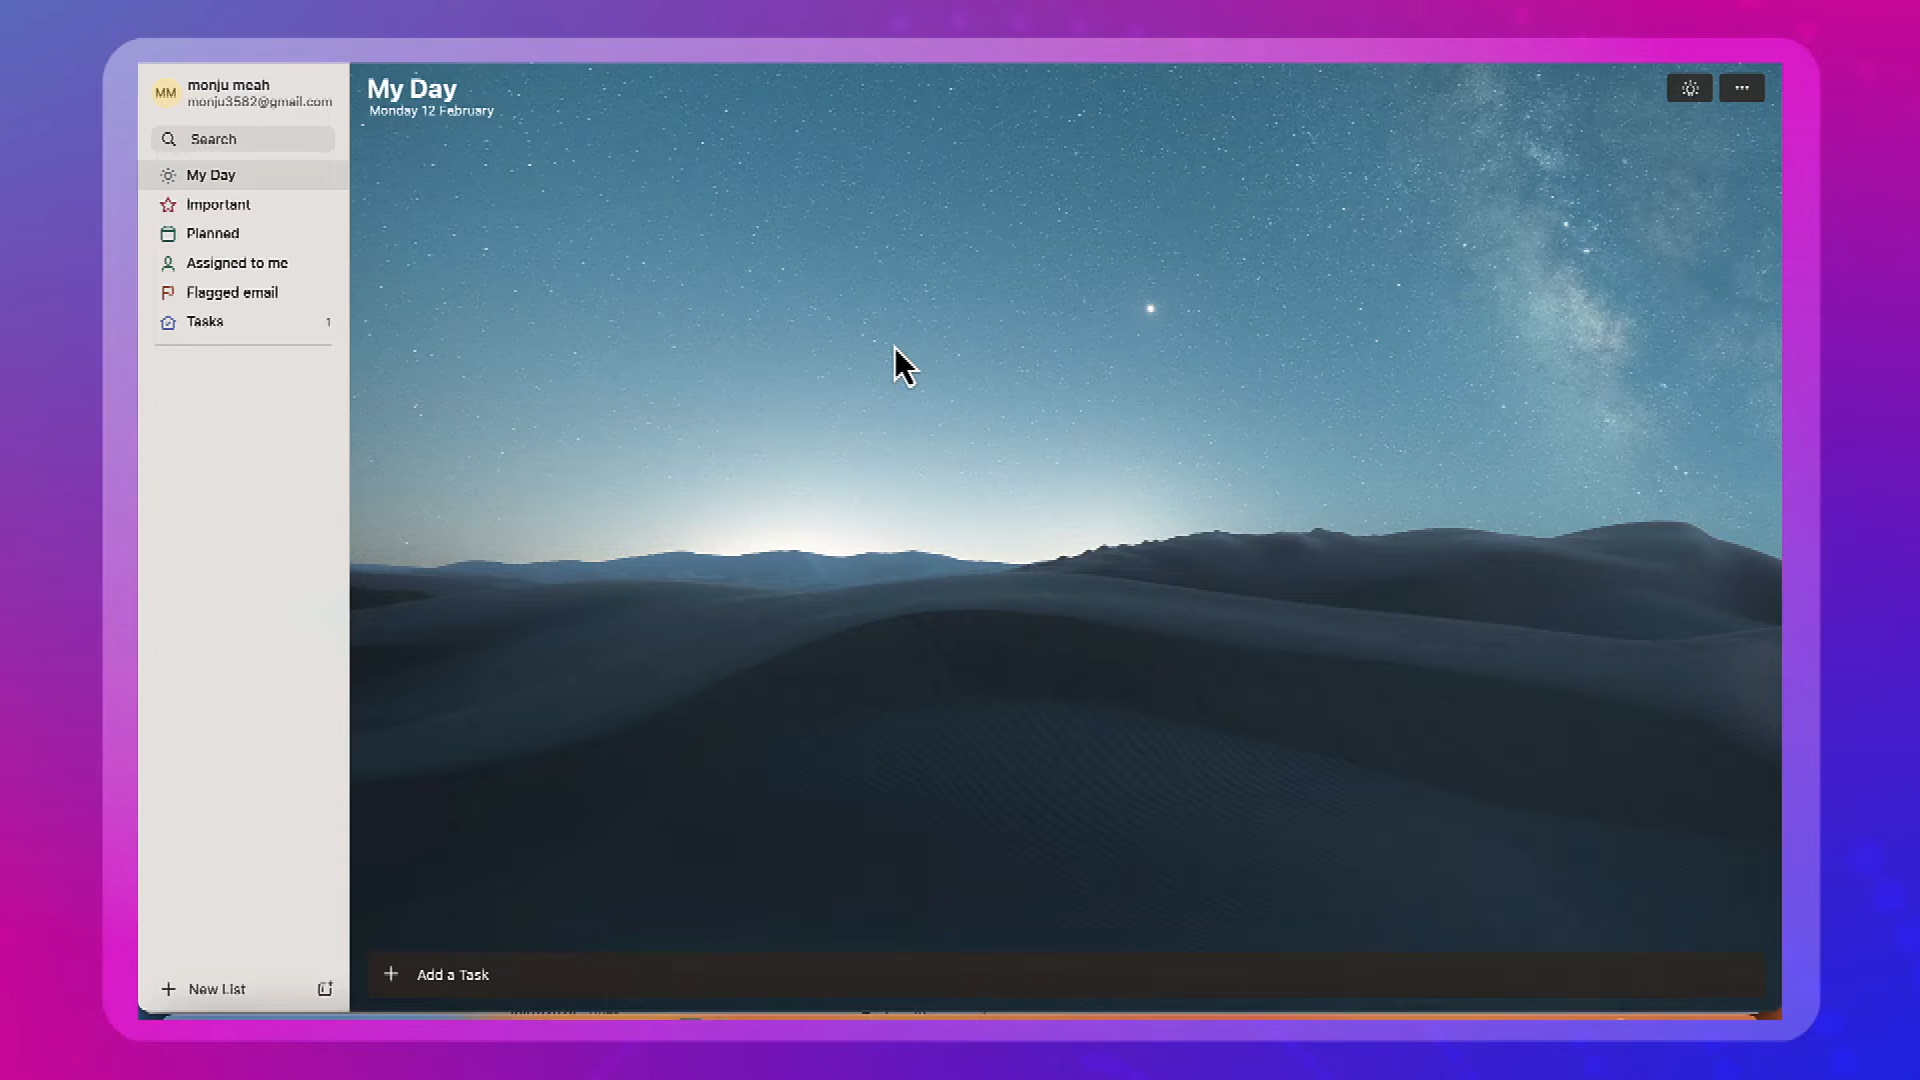 MM
monju meah
monju3582@gmail.com
Search
My Day
Important
Planned
Assigned to me
Flagged email
Tasks 1
New List
My Day
Monday 12 February
Add a Task